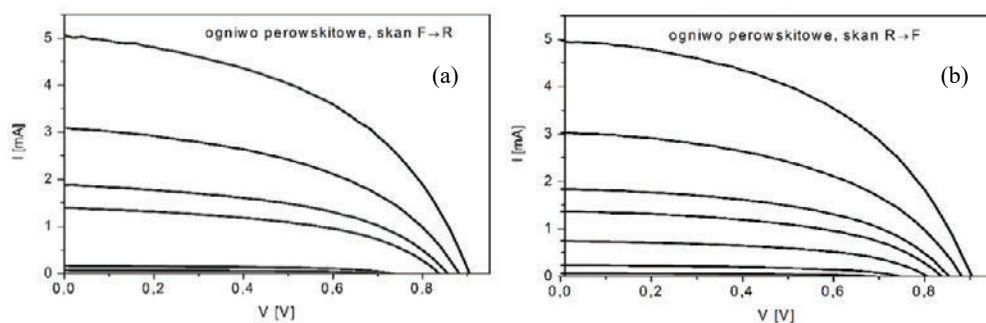 ogniwo perowskitowe, skan F→R
(a)
I [mA]
5
4
3
2
1
0
0,0 0,2 0,4 0,6 0,8
V [V]
ogniwo perowskitowe, skan R→F
(b)
I [mA]
5
4
3
2
1
0
0,0 0,2 0,4 0,6 0,8
V [V]